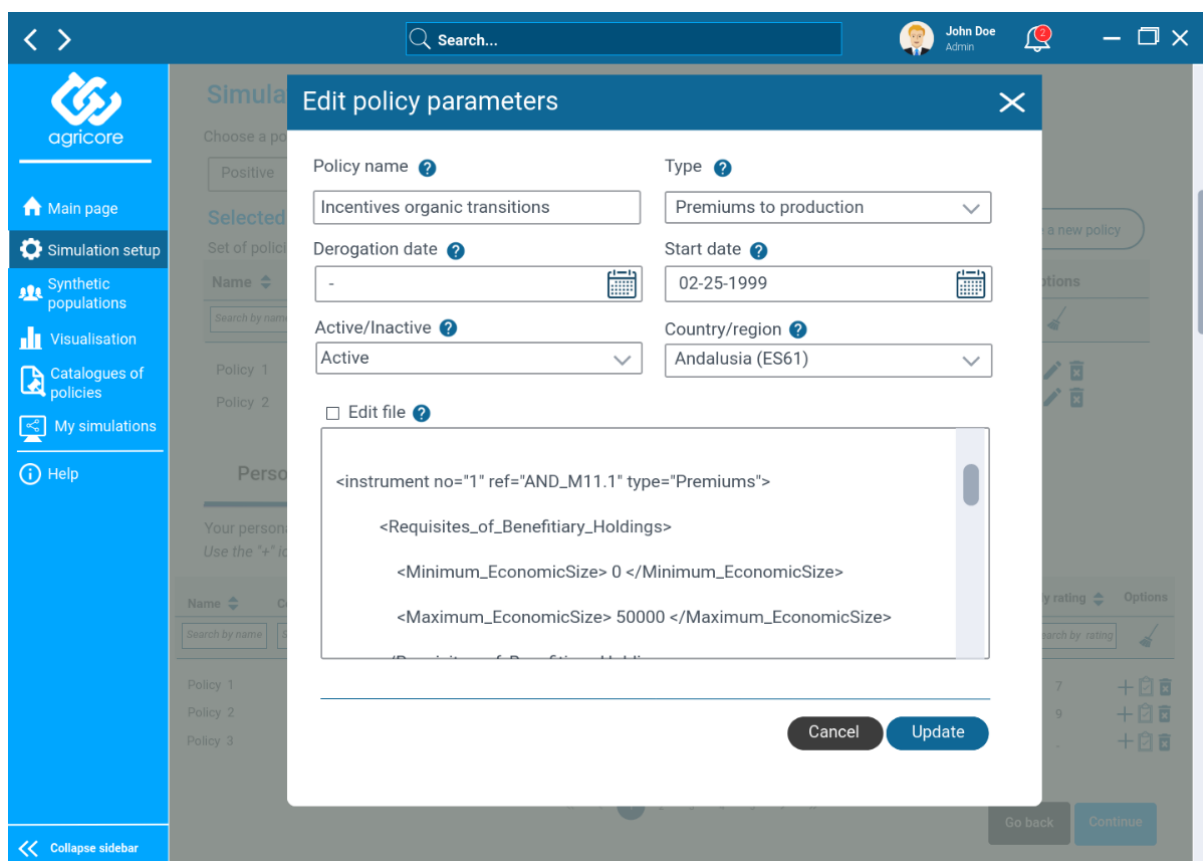 Search...
John Doe
Admin
2
agricore
Main page
Simulation setup
Synthetic
populations
Visualisation
Catalogues of
policies
My simulations
Help
Collapse sidebar
Simula
Choose a po
Positive
Selected
Set of polici
a new policy
Name
ptions
Search by name
Policy 1
Policy 2
Perso
Your persona
Use the "+" ic
Name
y rating
Options
Search by name
earch by rating
Policy 1
7
Policy 2
9
Policy 3
Go back
Continue
Edit policy parameters
Policy name ?
Type ?
Incentives organic transitions
Premiums to production
Derogation date ?
Start date ?
-
02-25-1999
Active/Inactive ?
Country/region ?
Active
Andalusia (ES61)
Edit file ?
<instrument no="1" ref="AND_M11.1" type="Premiums">
<Requisites_of_Benefitiary_Holdings>
<Minimum_EconomicSize> 0 </Minimum_EconomicSize>
<Maximum_EconomicSize> 50000 </Maximum_EconomicSize>
Cancel
Update